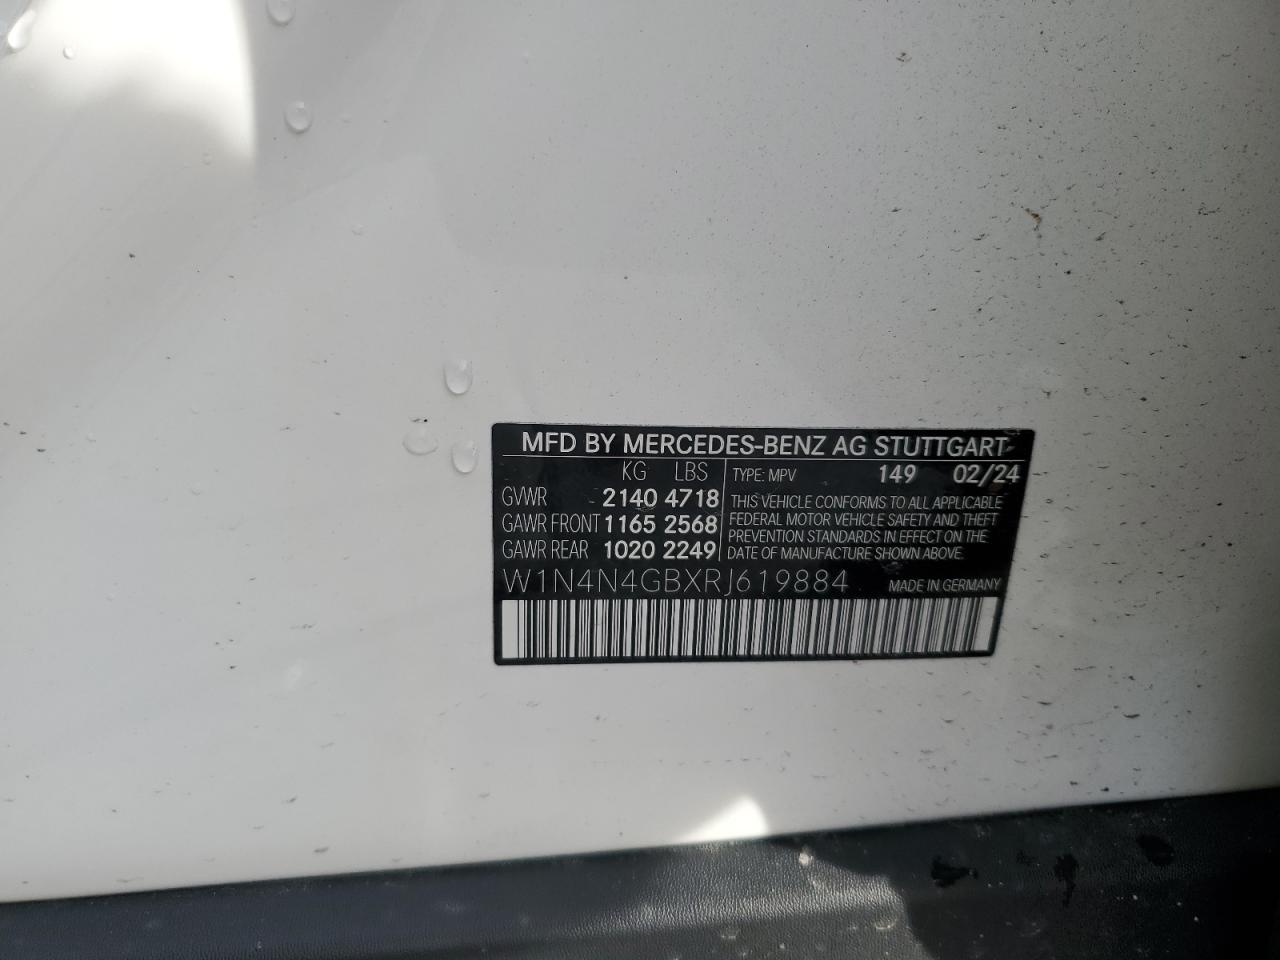 MFD BY MERCEDES-BENZ AG STUTTGART
KG LBS TYPE: MPV 149 02/24
GVWR 2140 4718 THIS VEHICLE CONFORMS TO ALL APPLICABLE
GAWR FRONT 1165 2568 FEDERAL MOTOR VEHICLE SAFETY AND THEFT
PREVENTION STANDARDS IN EFFECT ON THE
GAWR REAR 1020 2249 DATE OF MANUFACTURE SHOWN ABOVE.
W1N4N4GBXRJ619884 MADE IN GERMANY